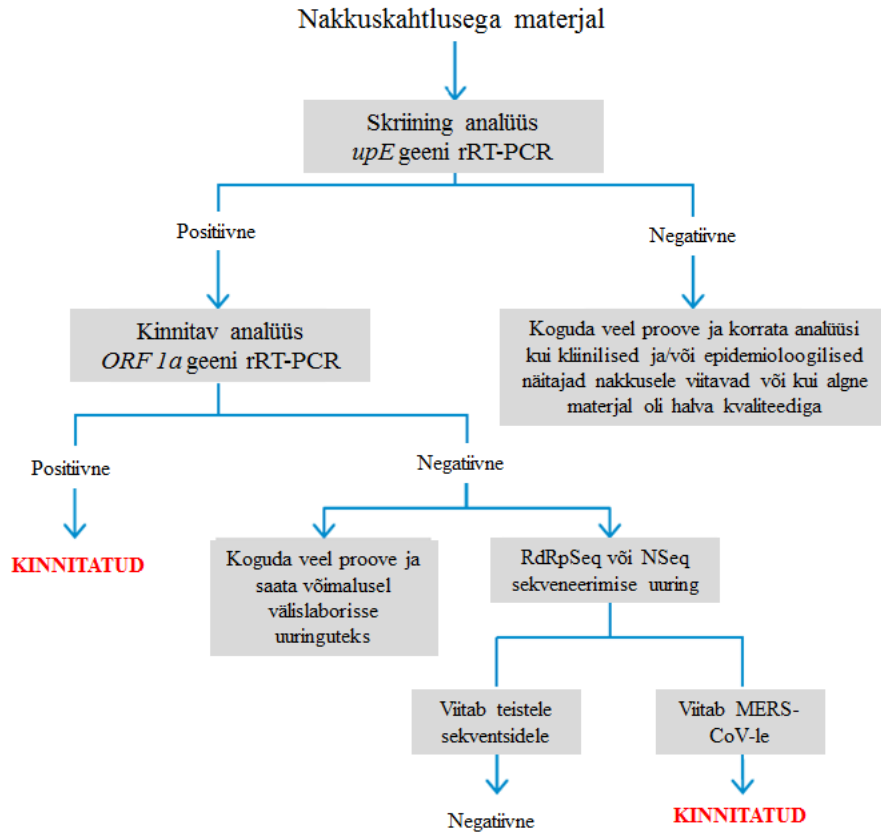 Nakkuskahtlusega materjal
Skriining analüüs
upE geeni rRT-PCR
Positiivne
Negatiivne
Kinnitav analüüs
ORF 1a geeni rRT-PCR
Koguda veel proove ja korrata analüüsi
kui kliinilised ja/või epidemioloogilised
näitajad nakkusele viitavad või kui algne
materjal oli halva kvaliteediga
Positiivne
Negatiivne
KINNITATUD
Koguda veel proove ja
saata võimalusel
välislaborisse
uuringuteks
RdRpSeq või NSeq
sekveneerimise uuring
Viitab teistele
sekventsidele
Viitab MERS-
CoV-le
Negatiivne
KINNITATUD